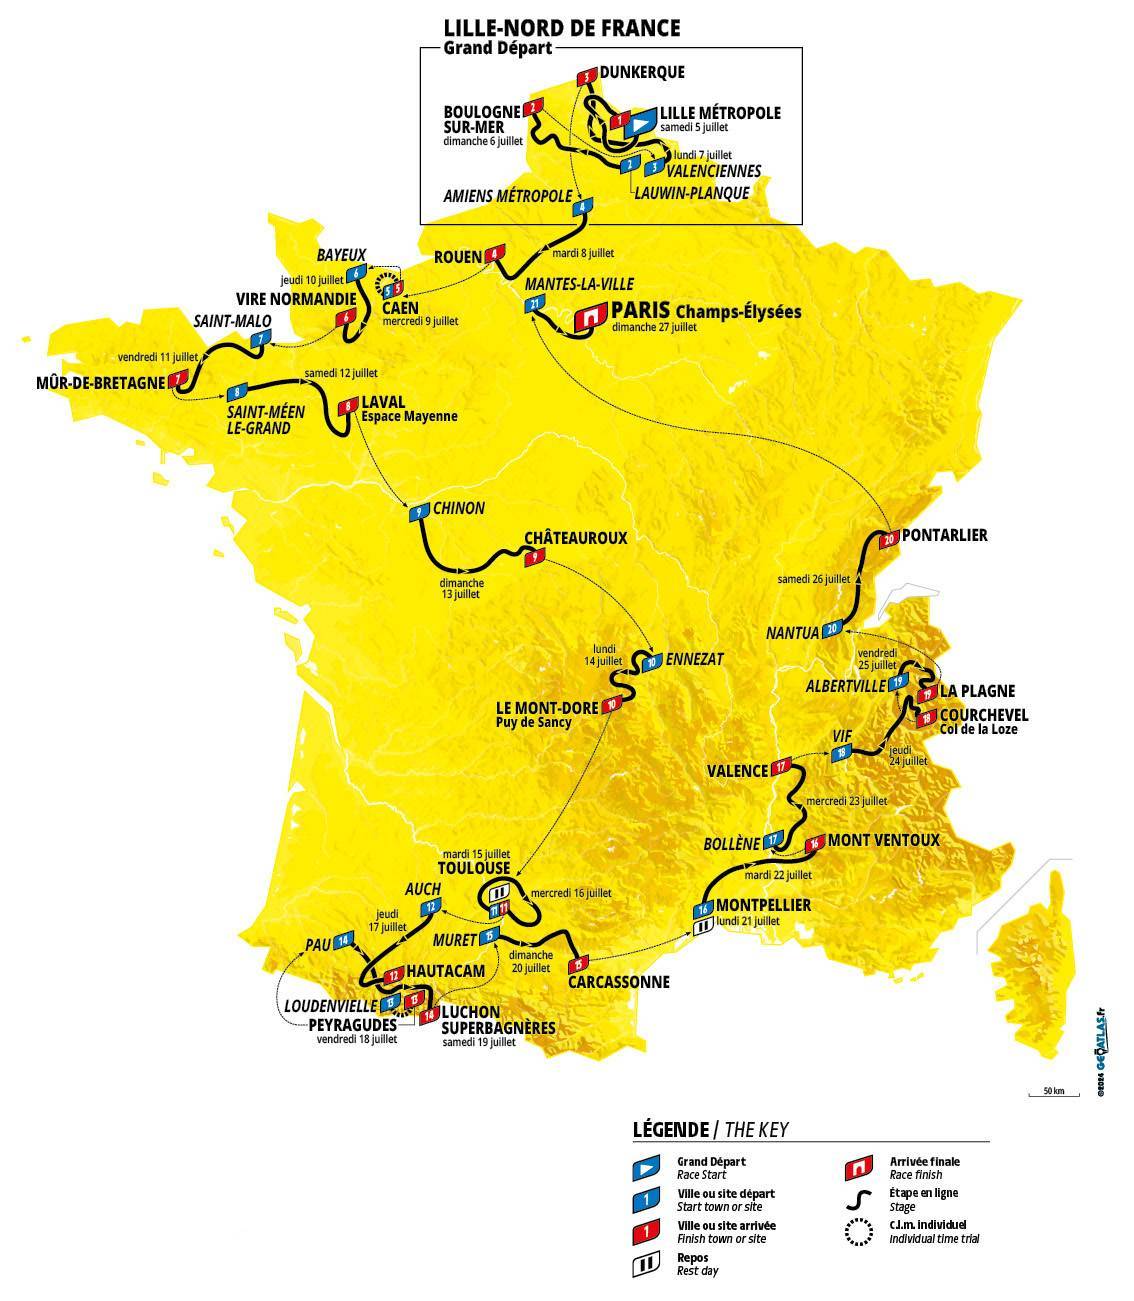 LILLE-NORD DE FRANCE
Grand Départ
3
DUNKERQUE
2
BOULOGNE
SUR-MER
dimanche 6 juillet
1
LILLE MÉTROPOLE
samedi 5 juillet
lundi 7 juillet
2
3
VALENCIENNES
LAUWIN-PLANQUE
AMIENS MÉTROPOLE
4
mardi 8 juillet
ROUEN
4
BAYEUX
6
jeudi 10 juillet
5
5
CAEN
mercredi 9 juillet
VIRE NORMANDIE
6
MANTES-LA-VILLE
21
PARIS Champs-Élysées
dimanche 27 juillet
SAINT-MALO
7
vendredi 11 juillet
MÛR-DE-BRETAGNE
7
samedi 12 juillet
8
SAINT-MÉEN
LE-GRAND
8
LAVAL
Espace Mayenne
9
CHINON
CHÂTEAUROUX
9
dimanche
13 juillet
20
PONTARLIER
samedi 26 juillet
NANTUA
20
lundi
14 juillet
10
ENNEZAT
LE MONT-DORE
10
Puy de Sancy
vendredi
25 juillet
ALBERTVILLE
19
19
LA PLAGNE
18
COURCHEVEL
Col de la Loze
VIF
18
jeudi
24 juillet
VALENCE
17
mercredi 23 juillet
BOLLÈNE
17
16
MONT VENTOUX
mardi 22 juillet
mardi 15 juillet
TOULOUSE
mercredi 16 juillet
11
11
AUCH
12
jeudi
17 juillet
16
MONTPELLIER
lundi 21 juillet
PAU
14
MURET
15
dimanche
20 juillet
15
CARCASSONNE
12
HAUTACAM
LOUDENVIELLE
13
13
PEYRAGUDES
vendredi 18 juillet
14
LUCHON
SUPERBAGNÈRES
samedi 19 juillet
©2024 GEOATLAS.fr
50 km
LÉGENDE / THE KEY
Grand Départ
Race Start
1
Ville ou site départ
Start town or site
1
Ville ou site arrivée
Finish town or site
Repos
Rest day
Arrivée finale
Race finish
Étape en ligne
Stage
C.l.m. individuel
Individual time trial